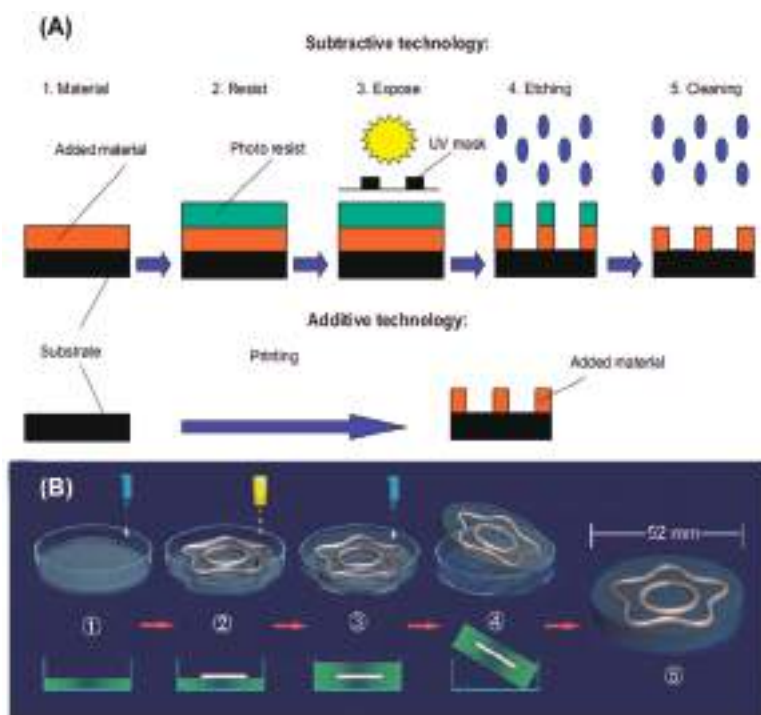 (A)
Subtractive technology:
1. Material
2. Resist
3. Expose
4. Etching
5. Cleaning
Added material
Photo resist
UV mask
Additive technology:
Substrate
Printing
Added material
(B)
52 mm
①
②
③
④
⑤